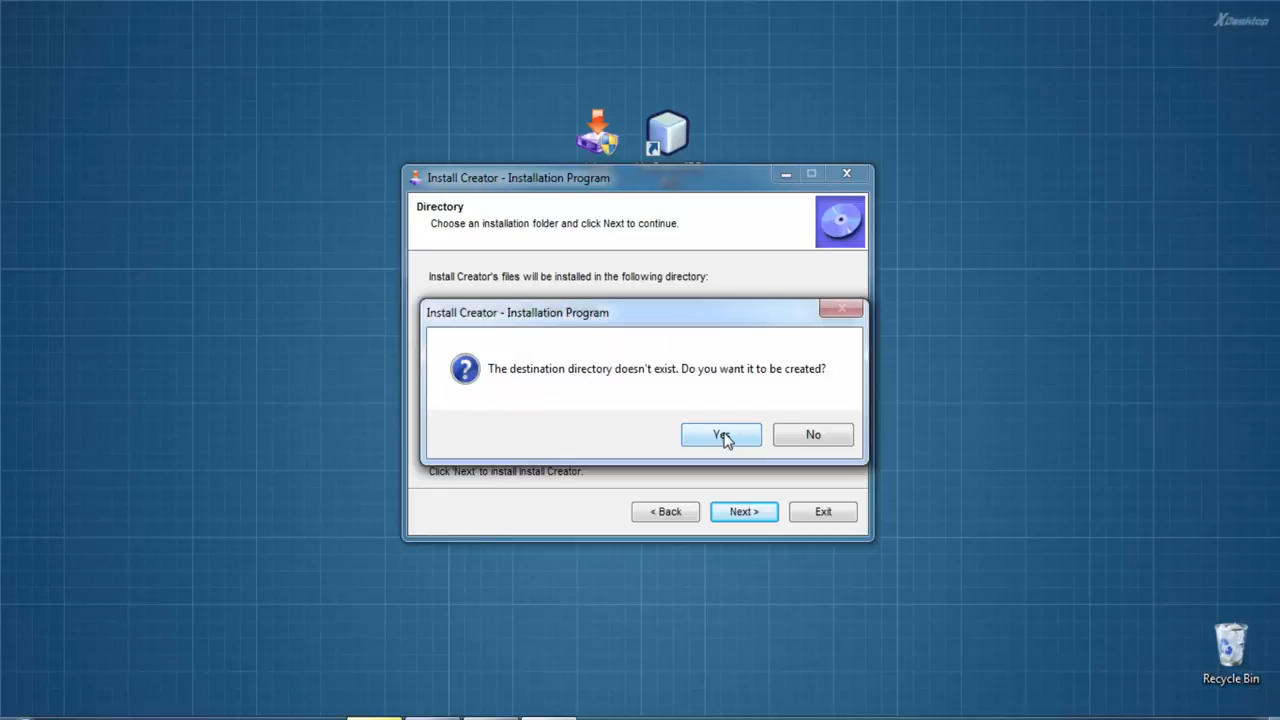 XDesktop
Install Creator - Installation Program
Directory
Choose an installation folder and click Next to continue.
Install Creator's files will be installed in the following directory:
Install Creator - Installation Program
The destination directory doesn't exist. Do you want it to be created?
Yes
No
Click 'Next' to install Install Creator.
< Back
Next >
Exit
Recycle Bin